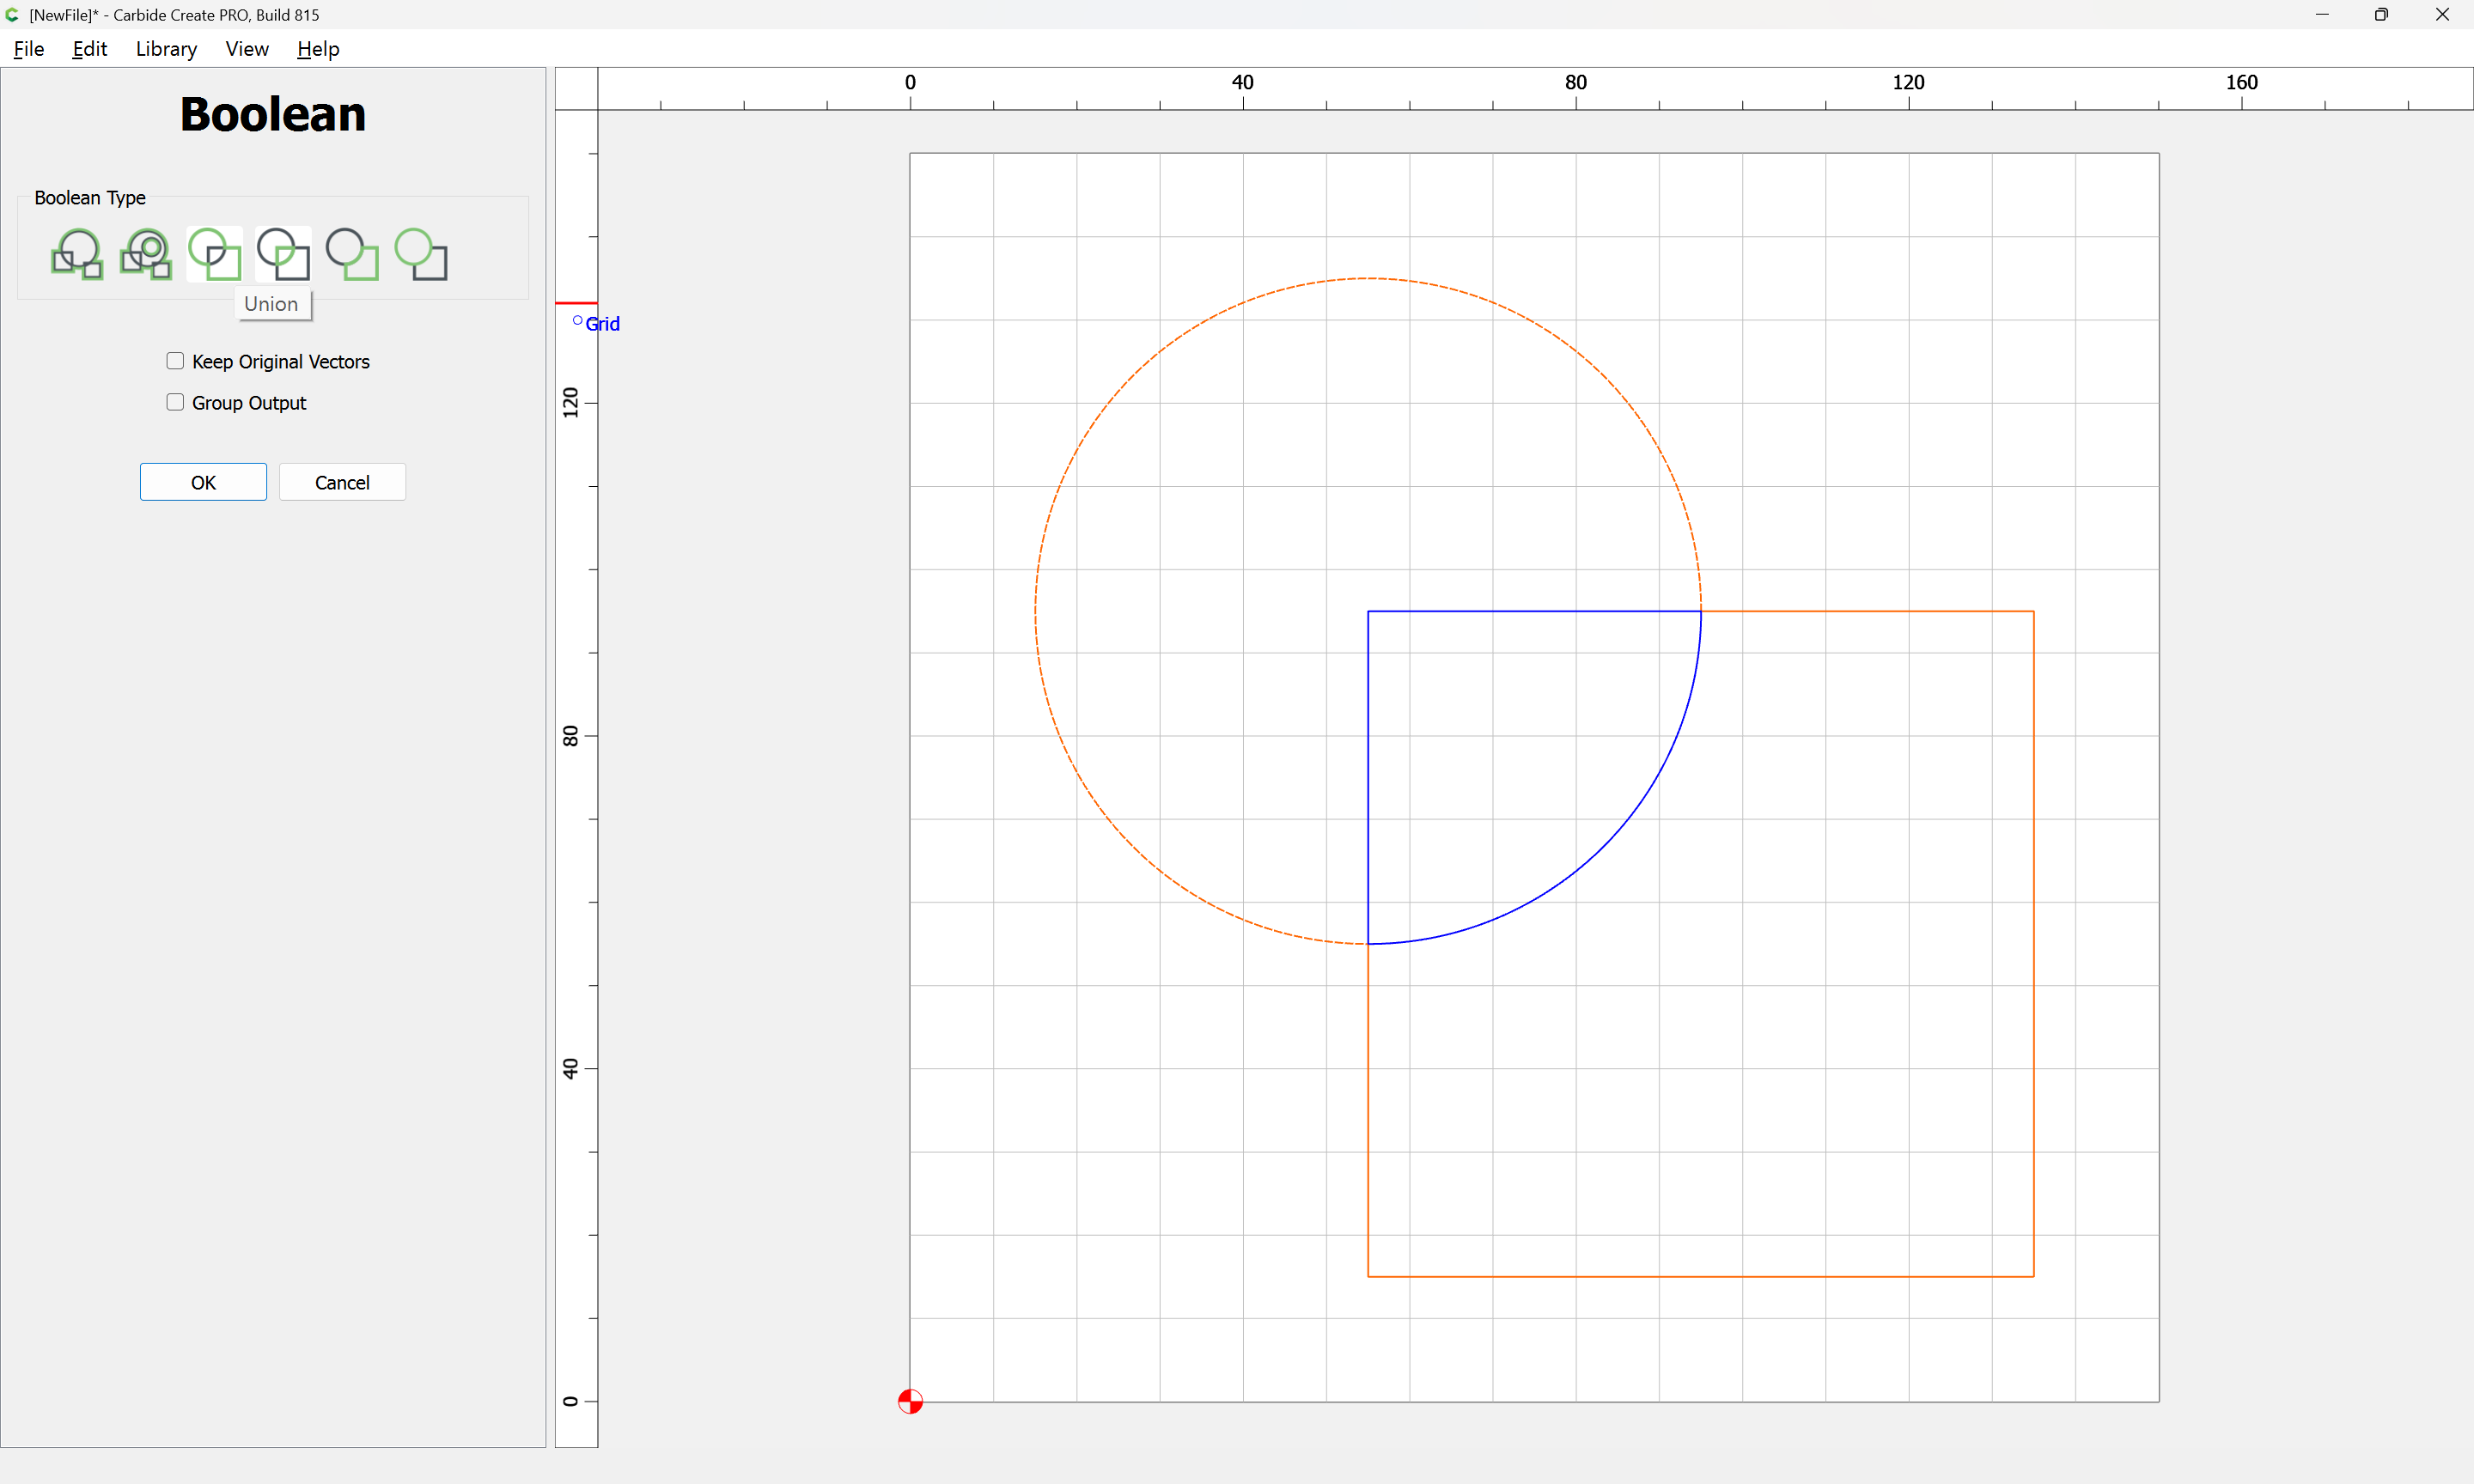 [NewFile]* - Carbide Create PRO, Build 815
File Edit Library View Help
Boolean
Boolean Type
Union
Keep Original Vectors
Group Output
OK Cancel
0 40 80 120 160
Grid
120
80
40
0